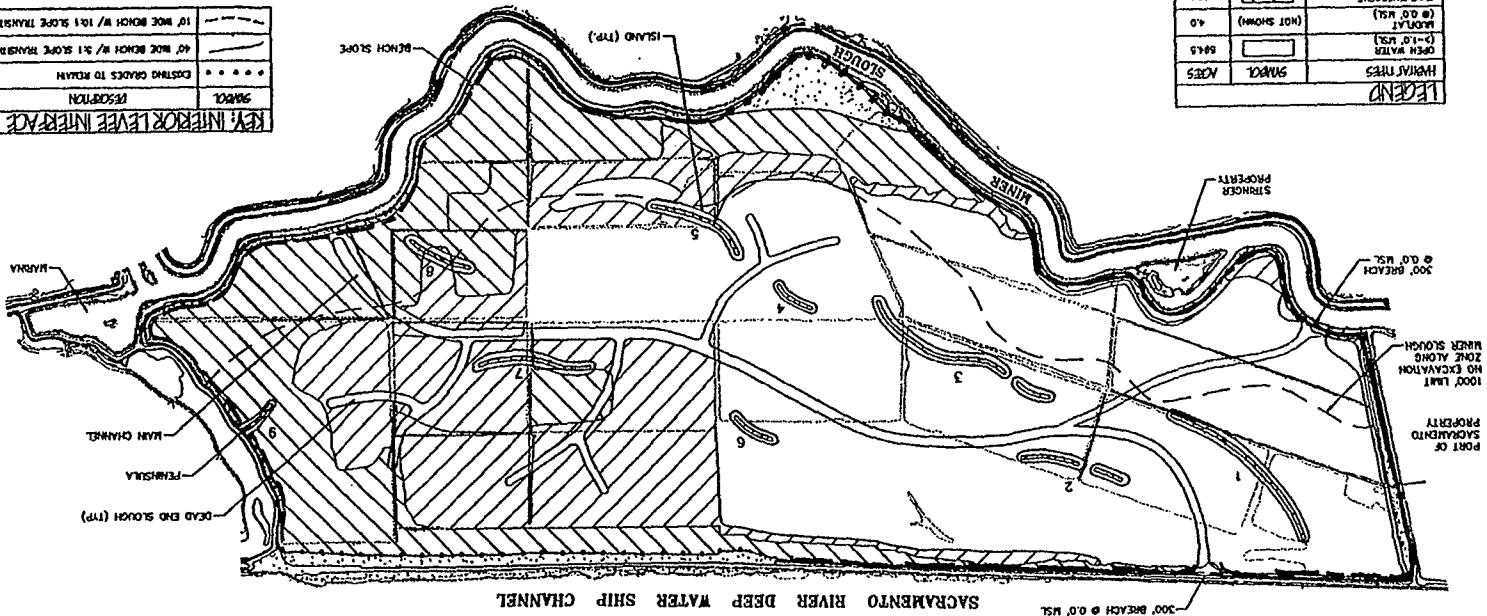 300' BREACH @ 0.0' MSL
SACRAMENTO RIVER DEEP WATER SHIP CHANNEL
DEAD END SLOUGH (TYP)
PENINSULA
MAIN CHANNEL
MARINA
1
2
6
7
9
3
4
5
8
PORT OF
SACRAMENTO
PROPERTY
1000' LIMIT
NO EXCAVATION
ZONE ALONG
MINER SLOUGH
300' BREACH
@ 0.0' MSL
STRINGER
PROPERTY
MINER
SLOUGH
ISLAND (TYP.)
BENCH SLOPE
LEGEND
HABITAT TYPES SYMBOL ACRES
OPEN WATER
(>-1.0' MSL)
MUDFLAT (NOT SHOWN) 4.0
(@ 0.0' MSL)
KEY: INTERIOR LEVEE INTERFACE
SYMBOL DESCRIPTION
EXISTING GRADES TO REMAIN
40' WIDE BENCH W/ 5:1 SLOPE
10' WIDE BENCH W/ 10:1 SLOPE